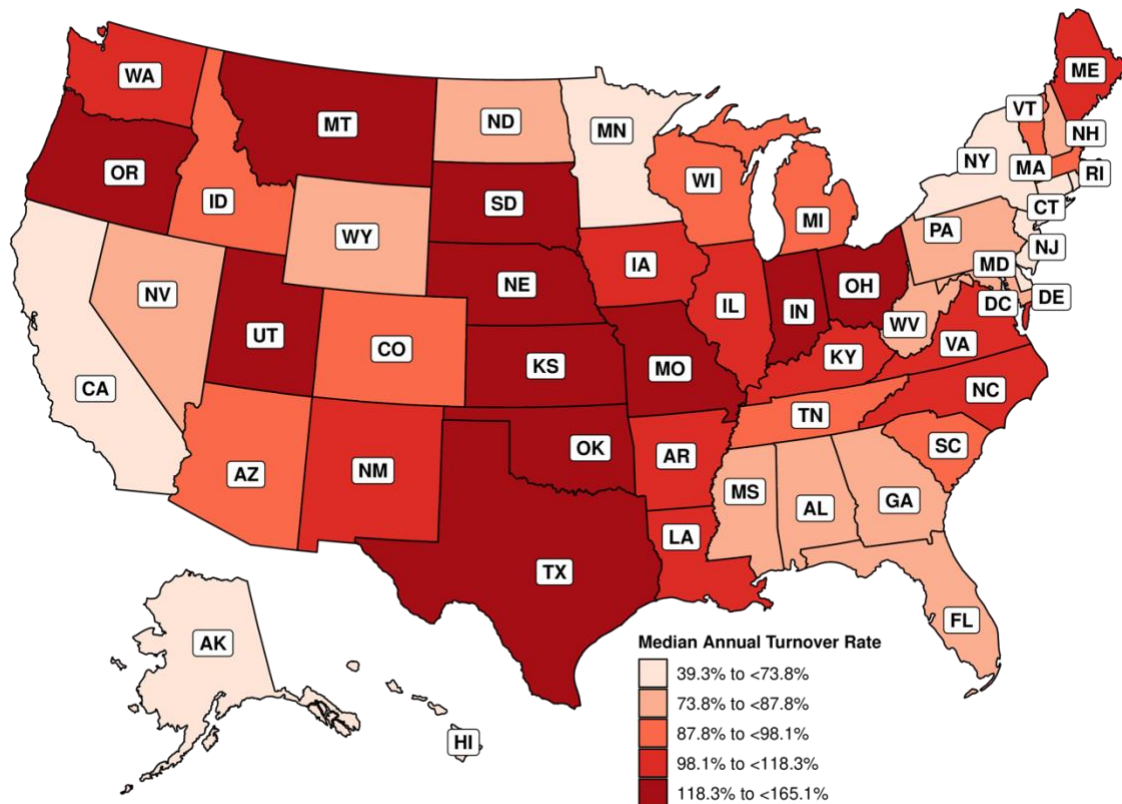 WA
MT
ND
MN
ME
VT
NH
OR
ID
SD
WI
NY
MA
RI
WY
MI
CT
IA
PA
NJ
NE
MD
NV
UT
CO
IL
IN
OH
DE
DC
WV
CA
KS
MO
KY
VA
NC
TN
AZ
NM
OK
AR
SC
MS
AL
GA
LA
TX
FL
AK
HI
Median Annual Turnover Rate
39.3% to <73.8%
73.8% to <87.8%
87.8% to <98.1%
98.1% to <118.3%
118.3% to <165.1%